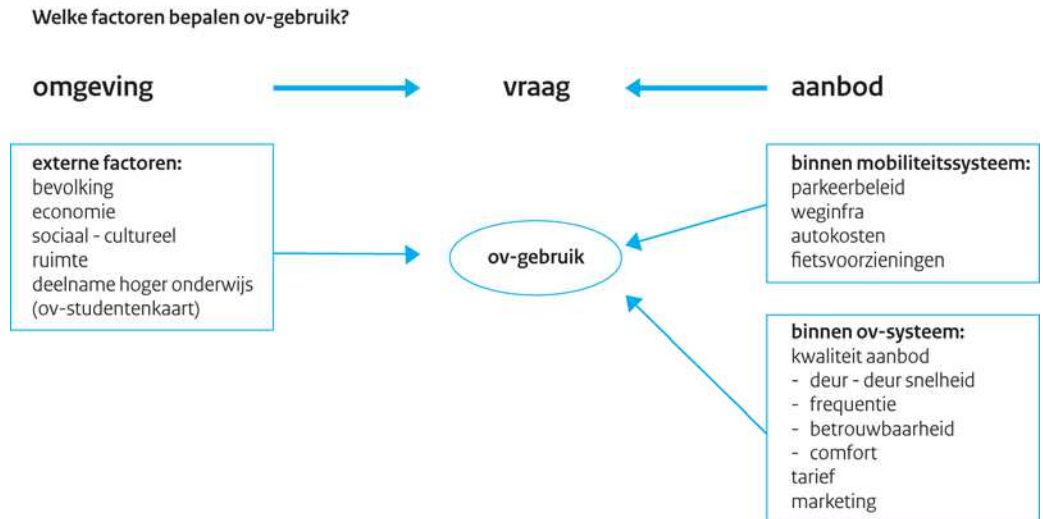 Welke factoren bepalen ov-gebruik?
omgeving
vraag
aanbod
externe factoren:
bevolking
economie
sociaal - cultureel
ruimte
deelname hoger onderwijs
(ov-studentenkaart)
ov-gebruik
binnen mobiliteitssysteem:
parkeerbeleid
weginfra
autokosten
fietsvoorzieningen
binnen ov-systeem:
kwaliteit aanbod
- deur - deur snelheid
- frequentie
- betrouwbaarheid
- comfort
tarief
marketing